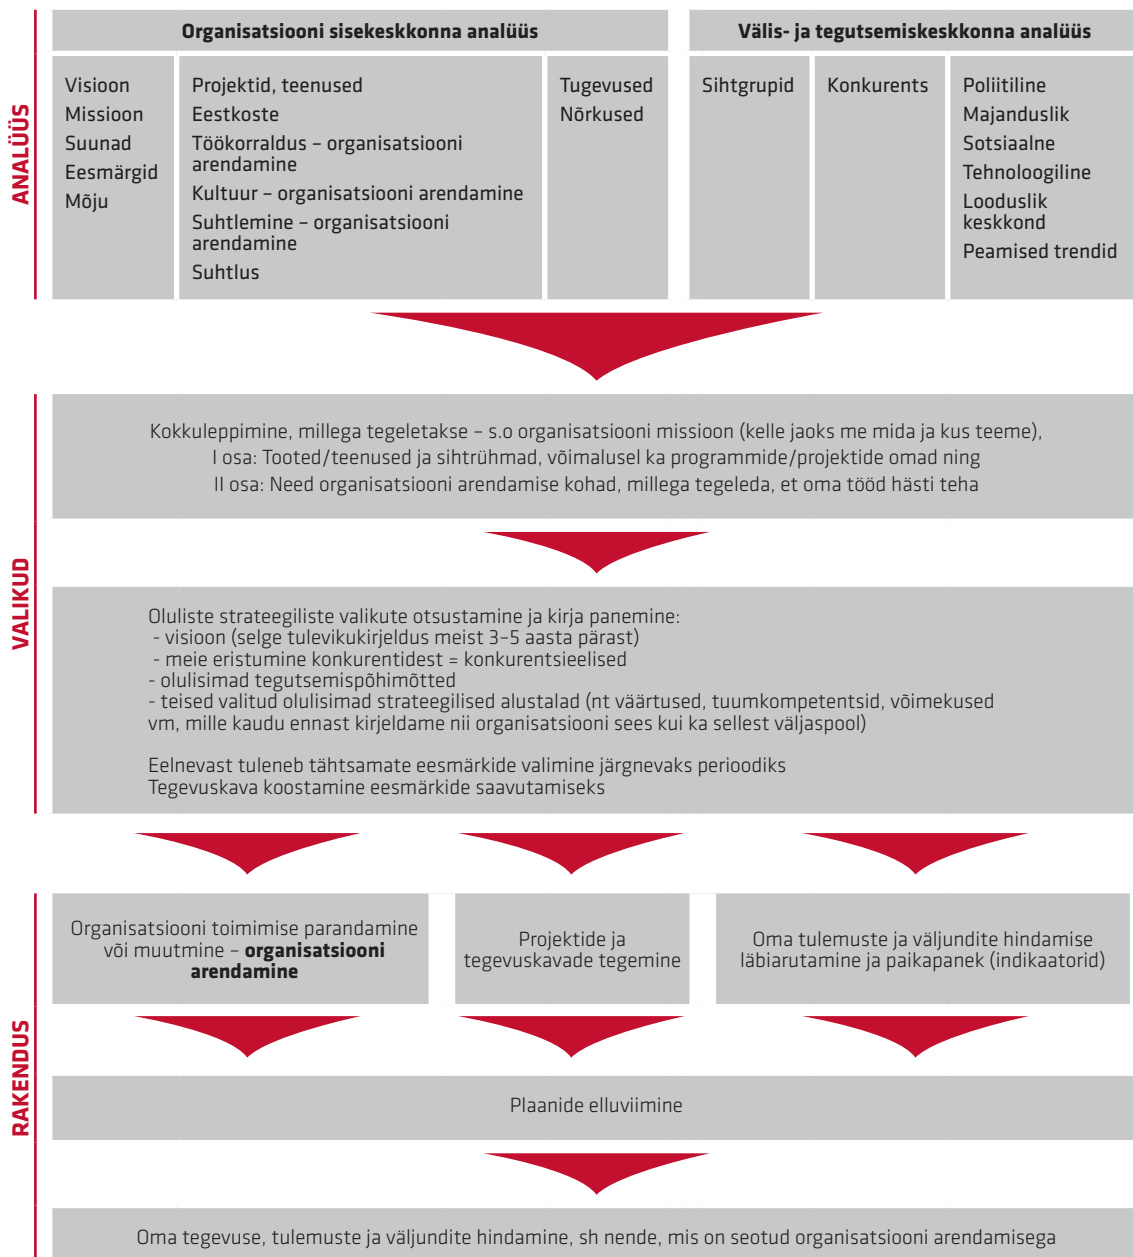 ANALÜÜS
Organisatsiooni sisekeskkonna analüüs
Visioon
Missioon
Suunad
Eesmärgid
Mõju
Projektid, teenused
Eestkoste
Töökorraldus – organisatsiooni
arendamine
Kultuur – organisatsiooni arendamine
Suhtlemine – organisatsiooni
arendamine
Suhtlus
Tugevused
Nõrkused
Välis- ja tegutsemiskeskkonna analüüs
Sihtgrupid
Konkurents
Poliitiline
Majanduslik
Sotsiaalne
Tehnoloogiline
Looduslik
keskkond
Peamised trendid
VALIKUD
Kokkuleppimine, millega tegeletakse – s.o organisatsiooni missioon (kelle jaoks me mida ja kus teeme),
I osa: Tooted/teenused ja sihtrühmad, võimalusel ka programmide/projektide omad ning
II osa: Need organisatsiooni arendamise kohad, millega tegeleda, et oma tööd hästi teha
Oluliste strateegiliste valikute otsustamine ja kirja panemine:
- visioon (selge tulevikukirjeldus meist 3–5 aasta pärast)
- meie eristumine konkurentidest = konkurentsieelised
- olulisimad tegutsemispõhimõtted
- teised valitud olulisimad strateegilised alustalad (nt väärtused, tuumkompetentsid, võimekused
vm, mille kaudu ennast kirjeldame nii organisatsiooni sees kui ka sellest väljaspool)
Eelnevast tuleneb tähtsamate eesmärkide valimine järgnevaks perioodiks
Tegevuskava koostamine eesmärkide saavutamiseks
RAKENDUS
Organisatsiooni toimimise parandamine
või muutmine – organisatsiooni
arendamine
Projektide ja
tegevuskavade tegemine
Oma tulemuste ja väljundite hindamise
läbiarutamine ja paikapanek (indikaatorid)
Plaanide elluviimine
Oma tegevuse, tulemuste ja väljundite hindamine, sh nende, mis on seotud organisatsiooni arendamisega